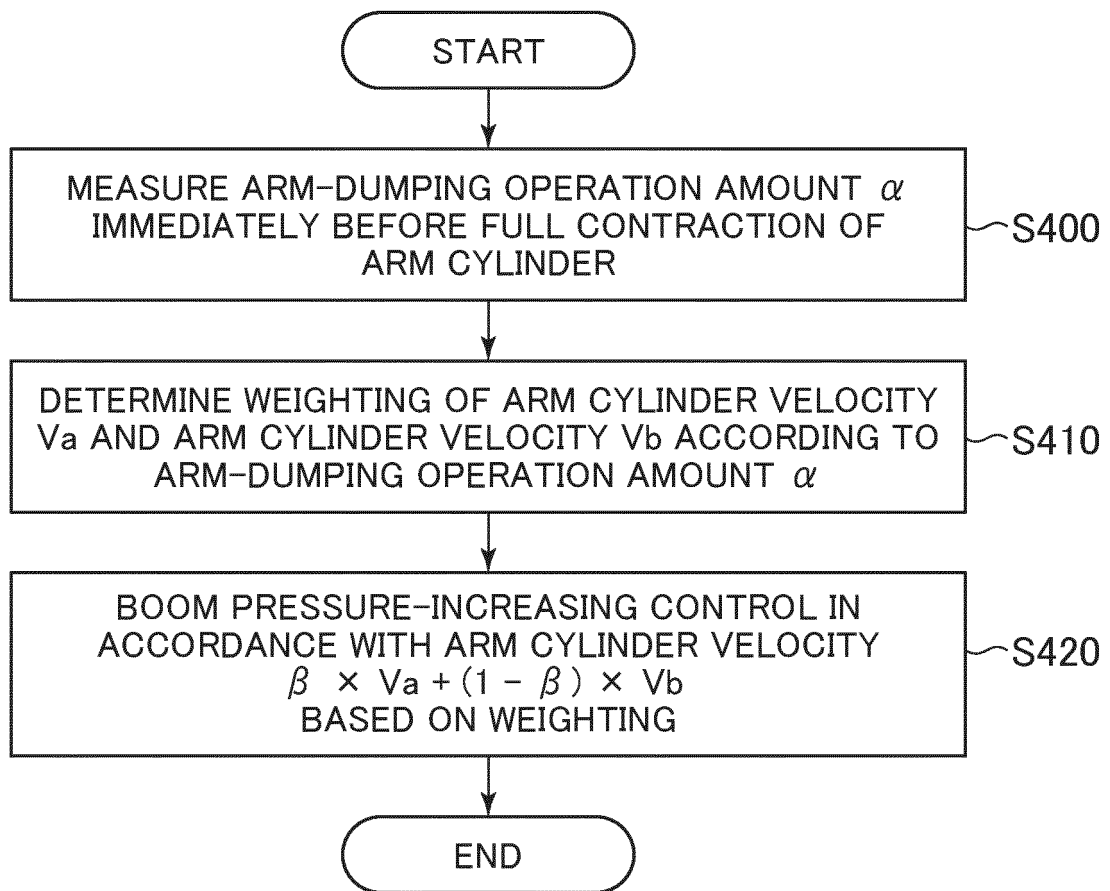 START
MEASURE ARM-DUMPING OPERATION AMOUNT α
IMMEDIATELY BEFORE FULL CONTRACTION OF
ARM CYLINDER
S400
DETERMINE WEIGHTING OF ARM CYLINDER VELOCITY
Va AND ARM CYLINDER VELOCITY Vb ACCORDING TO
ARM-DUMPING OPERATION AMOUNT α
S410
BOOM PRESSURE-INCREASING CONTROL IN
ACCORDANCE WITH ARM CYLINDER VELOCITY
β × Va + (1 - β) × Vb
BASED ON WEIGHTING
S420
END